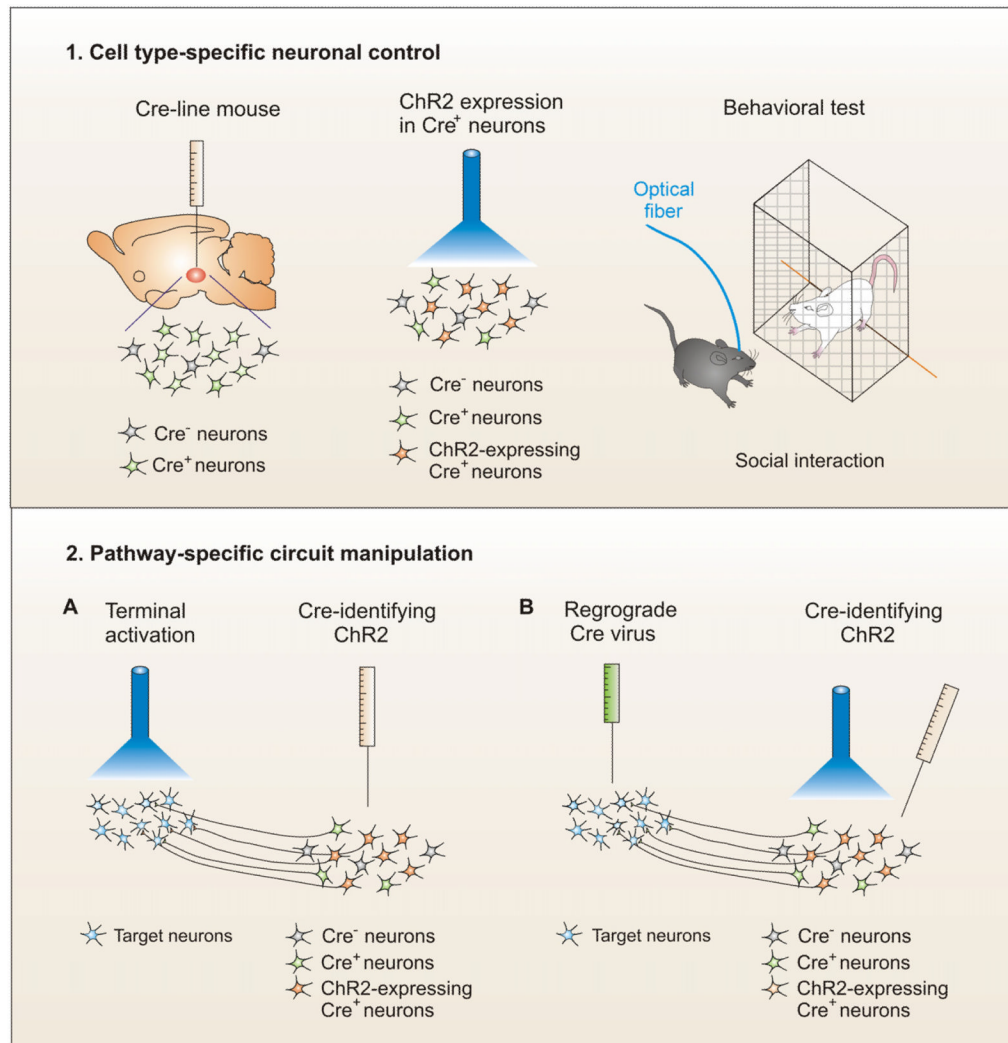 1. Cell type-specific neuronal control
Cre-line mouse
ChR2 expression
in Cre⁺ neurons
Behavioral test
Optical
fiber
Cre⁻ neurons
Cre⁺ neurons
Cre⁻ neurons
Cre⁺ neurons
ChR2-expressing
Cre⁺ neurons
Social interaction
2. Pathway-specific circuit manipulation
A
Terminal
activation
Cre-identifying
ChR2
Target neurons
Cre⁻ neurons
Cre⁺ neurons
ChR2-expressing
Cre⁺ neurons
B
Regrograde
Cre virus
Cre-identifying
ChR2
Target neurons
Cre⁻ neurons
Cre⁺ neurons
ChR2-expressing
Cre⁺ neurons